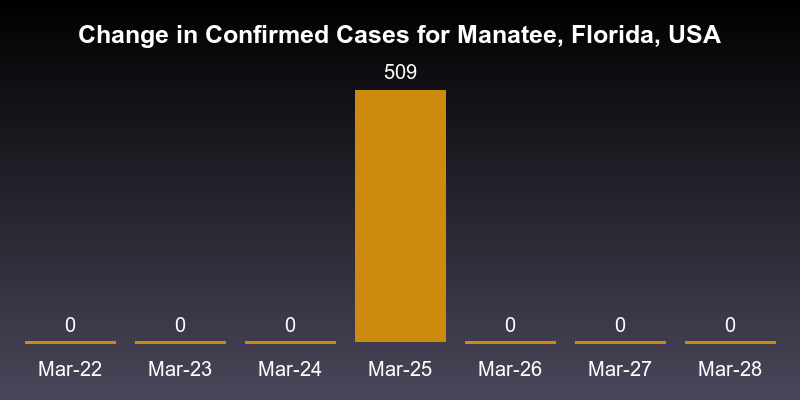 Change in Confirmed Cases for Manatee, Florida, USA
509
0 0 0 0 0 0
Mar-22 Mar-23 Mar-24 Mar-25 Mar-26 Mar-27 Mar-28